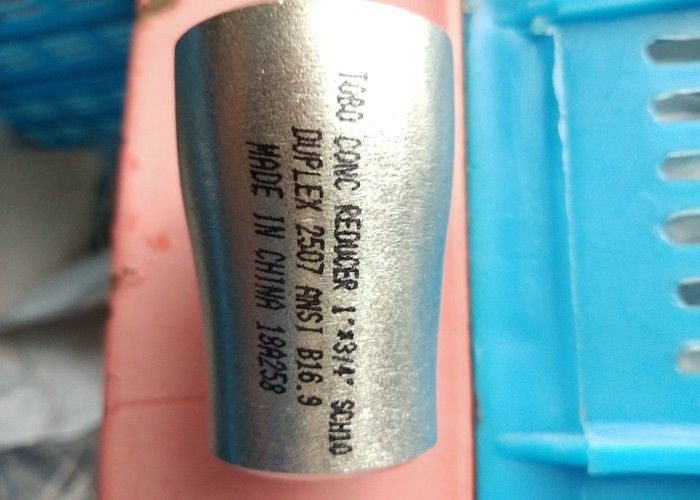 TOBO CONC REDUCER 1"*3/4" SCH10
DUPLEX 2507 ANSI B16.9
MADE IN CHINA 18A258